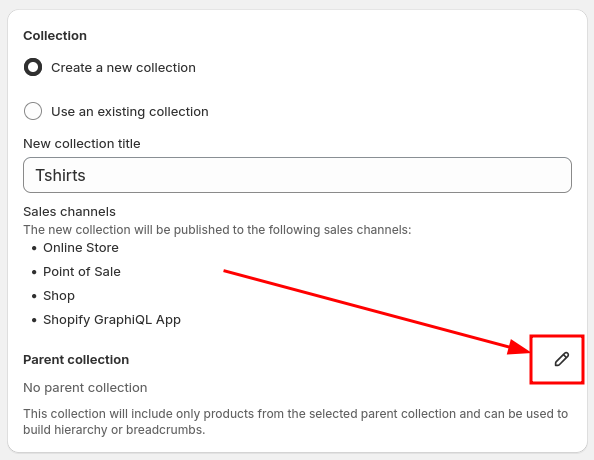 Collection
Create a new collection
Use an existing collection
New collection title
Tshirts
Sales channels
The new collection will be published to the following sales channels:
• Online Store
• Point of Sale
• Shop
• Shopify GraphiQL App
Parent collection
No parent collection
This collection will include only products from the selected parent collection and can be used to
build hierarchy or breadcrumbs.